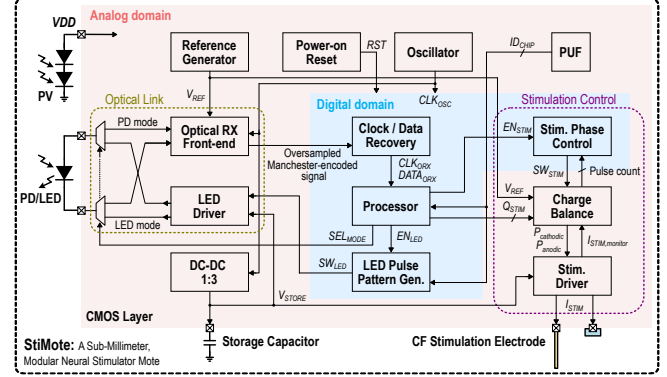 Analog domain
VDD
PV
Reference
Generator
Power-on
Reset
RST
Oscillator
ID_CHIP
PUF
Optical Link
V_REF
CLK_OSC
Digital domain
Stimulation Control
PD mode
Optical RX
Front-end
Oversampled
Manchester-encoded
signal
Clock / Data
Recovery
EN_STIM
Stim. Phase
Control
CLK_ORX
DATA_ORX
SW_STIM
Pulse count
PD/LED
LED
Driver
LED mode
Processor
V_REF
Q_STIM
Charge
Balance
SEL_MODE
EN_LED
P_cathodic
P_anodic
I_STIM,monitor
DC-DC
1:3
SW_LED
LED Pulse
Pattern Gen.
Stim.
Driver
V_STORE
I_STIM
CMOS Layer
StiMote: A Sub-Millimeter,
Modular Neural Stimulator Mote
Storage Capacitor
CF Stimulation Electrode